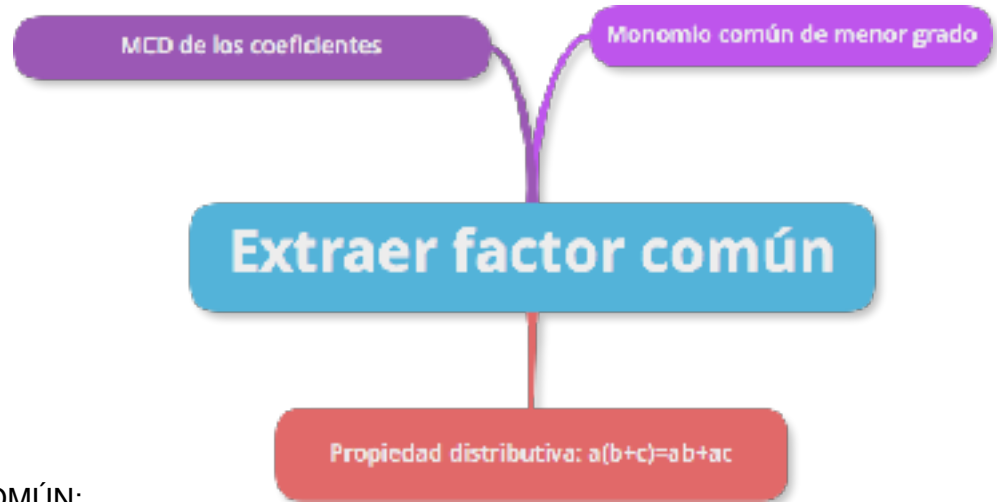 MCD de los coeficientes
Monomio común de menor grado
Extraer factor común
Propiedad distributiva: a(b+c)=ab+ac
OMÚN: